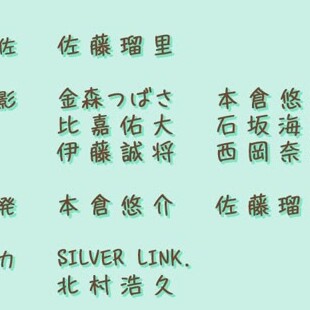 佐 佐藤瑠里
影 金森つばさ 本倉悠
比嘉佑大 石坂海
伊藤誠将 西岡奈
発 本倉悠介 佐藤瑠
力 SILVER LINK.
北村浩久